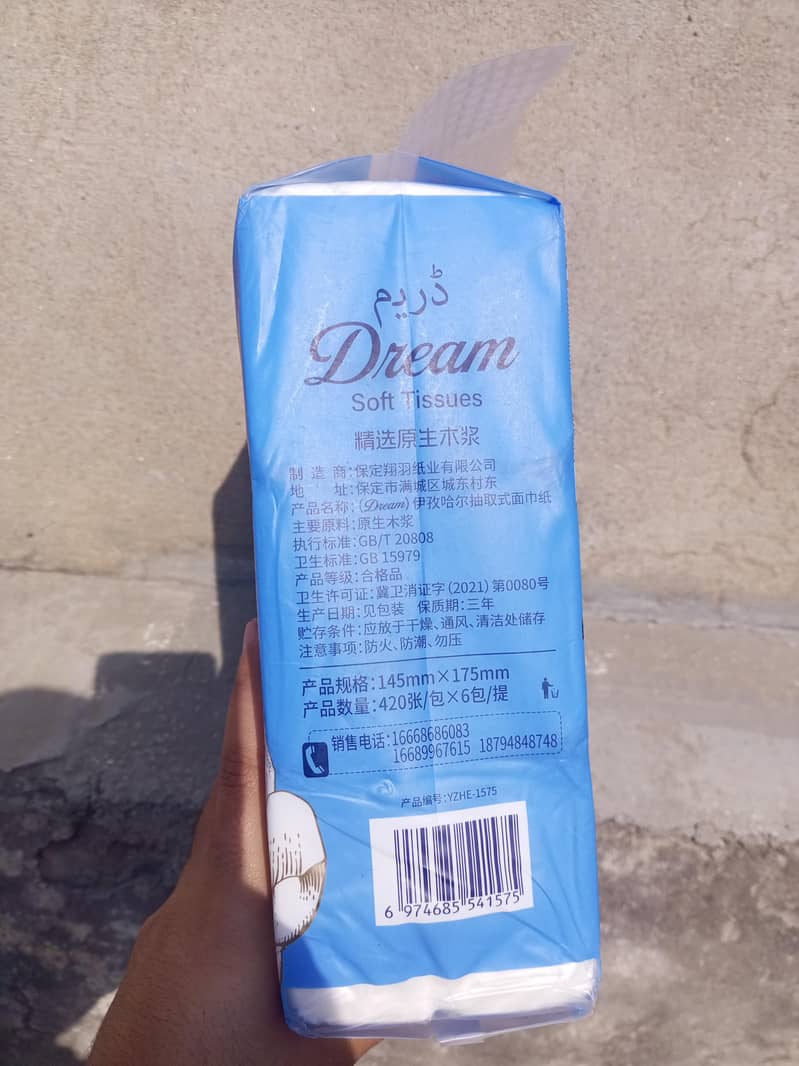 ڈریم
Dream
Soft Tissues
精选原生木浆
制造商:保定翔羽纸业有限公司
地址:保定市满城区城东村东
产品名称:(Dream)伊孜哈尔抽取式面巾纸
主要原料:原生木浆
执行标准:GB/T 20808
卫生标准:GB 15979
产品等级:合格品
卫生许可证:冀卫消证字(2021)第0080号
生产日期:见包装 保质期:三年
贮存条件:应放于干燥、通风、清洁处储存
注意事项:防火、防潮、勿压
产品规格:145mm×175mm
产品数量:420张/包×6包/提
销售电话:16668686083
16689967615 18794848748
产品编号:YZHE-1575
6 974685 541575